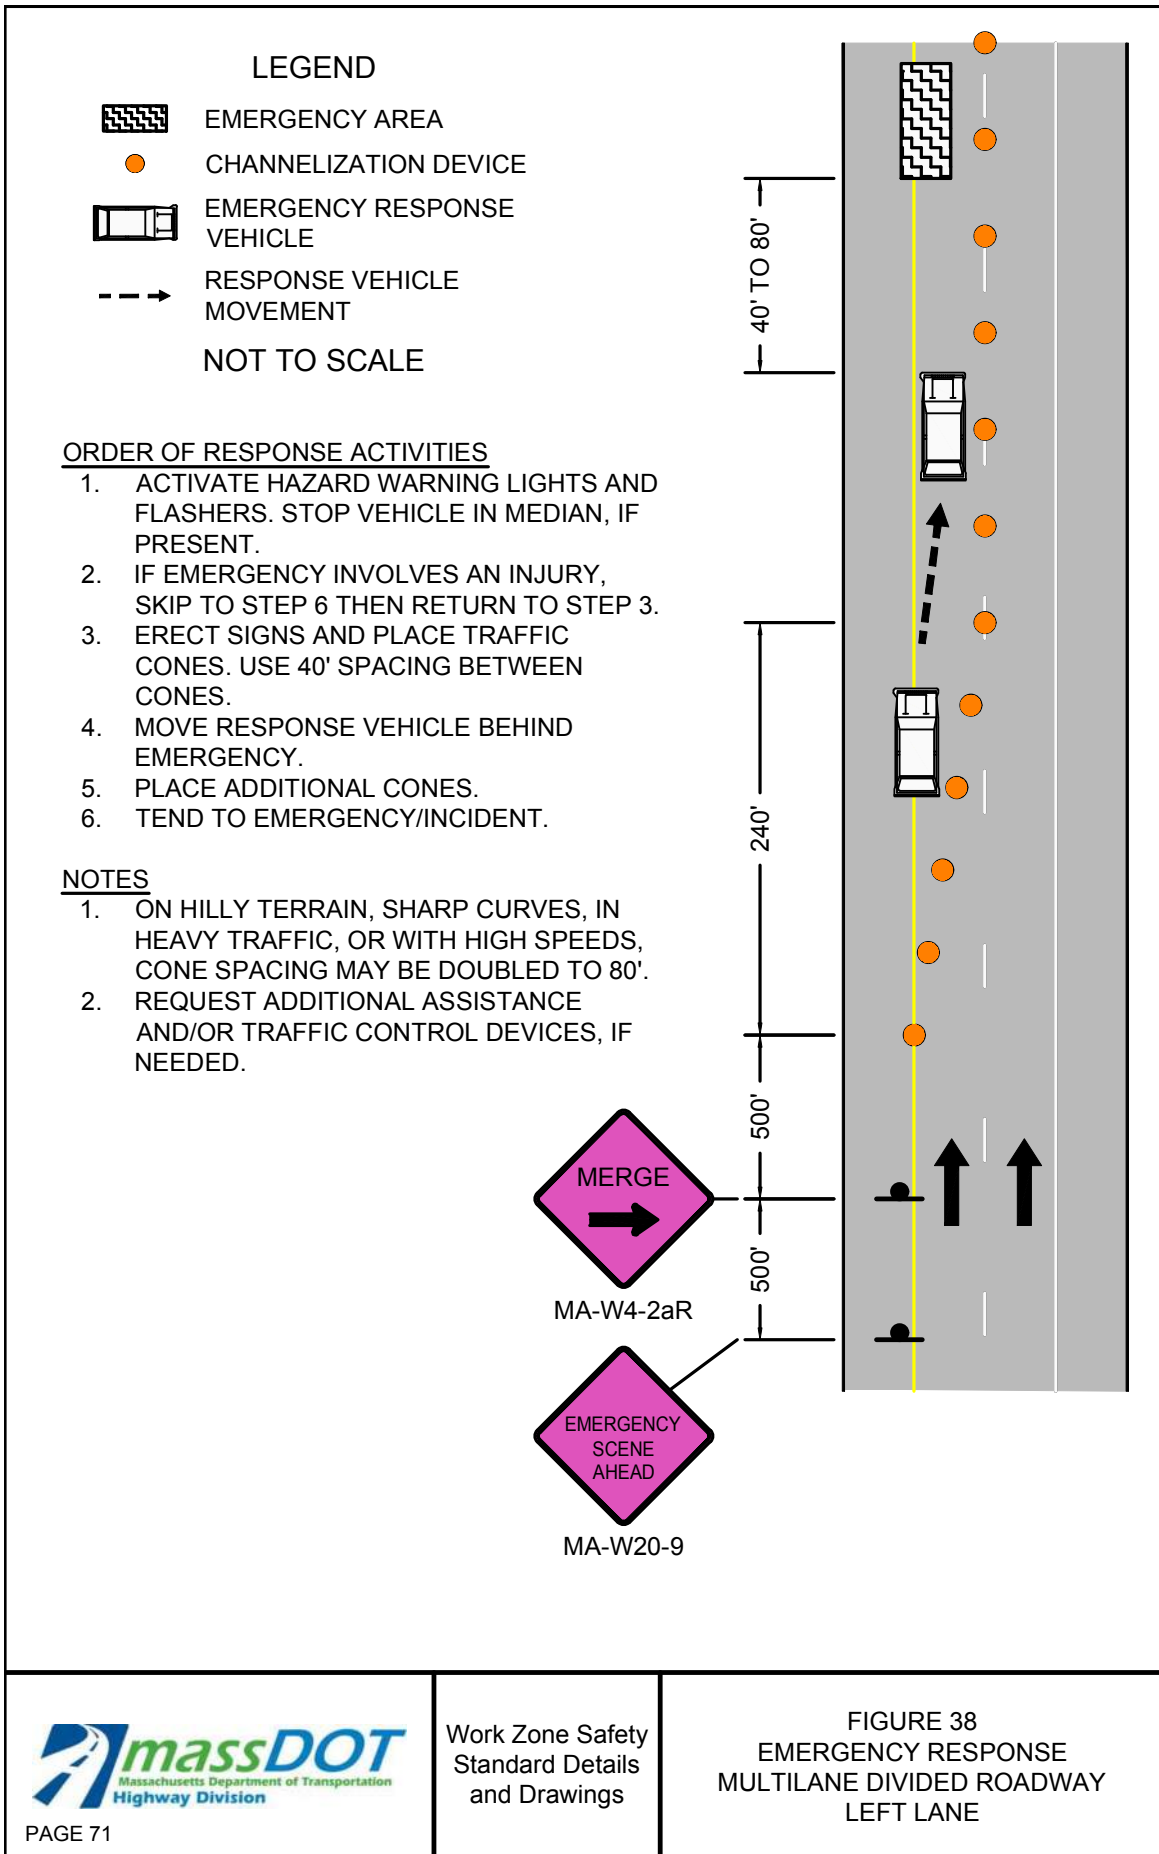 LEGEND
EMERGENCY AREA
CHANNELIZATION DEVICE
EMERGENCY RESPONSE
VEHICLE
RESPONSE VEHICLE
MOVEMENT
NOT TO SCALE
ORDER OF RESPONSE ACTIVITIES
1. ACTIVATE HAZARD WARNING LIGHTS AND
FLASHERS. STOP VEHICLE IN MEDIAN, IF
PRESENT.
2. IF EMERGENCY INVOLVES AN INJURY,
SKIP TO STEP 6 THEN RETURN TO STEP 3.
3. ERECT SIGNS AND PLACE TRAFFIC
CONES. USE 40' SPACING BETWEEN
CONES.
4. MOVE RESPONSE VEHICLE BEHIND
EMERGENCY.
5. PLACE ADDITIONAL CONES.
6. TEND TO EMERGENCY/INCIDENT.
NOTES
1. ON HILLY TERRAIN, SHARP CURVES, IN
HEAVY TRAFFIC, OR WITH HIGH SPEEDS,
CONE SPACING MAY BE DOUBLED TO 80'.
2. REQUEST ADDITIONAL ASSISTANCE
AND/OR TRAFFIC CONTROL DEVICES, IF
NEEDED.
40' TO 80'
240'
500'
500'
MERGE
MA-W4-2aR
EMERGENCY
SCENE
AHEAD
MA-W20-9
massDOT
Massachusetts Department of Transportation
Highway Division
PAGE 71
Work Zone Safety
Standard Details
and Drawings
FIGURE 38
EMERGENCY RESPONSE
MULTILANE DIVIDED ROADWAY
LEFT LANE